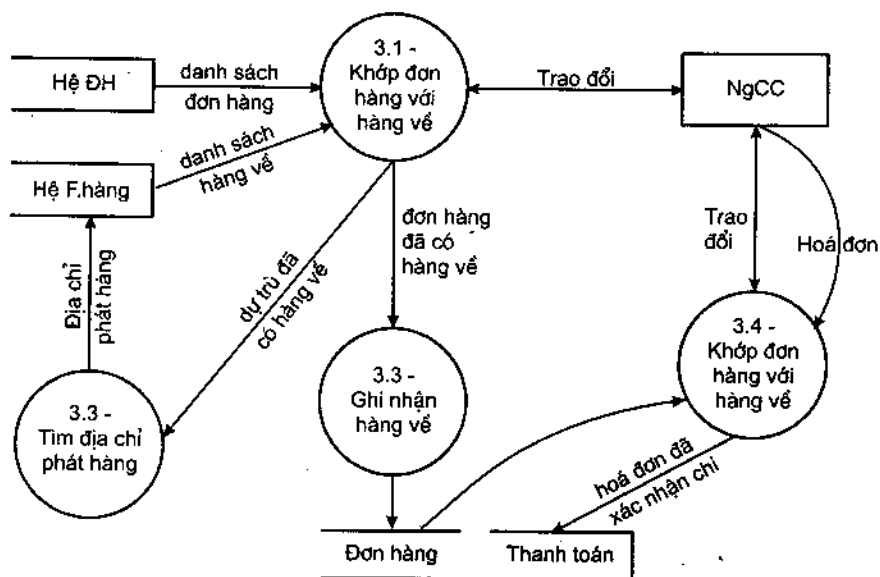 Hệ ĐH
danh sách
đơn hàng
3.1 -
Khớp đơn
hàng với
hàng về
Trao đổi
NgCC
Hệ F.hàng
danh sách
hàng về
Địa chỉ
phát hàng
dự trù đã
có hàng về
đơn hàng
đã có
hàng về
Trao
đổi
Hoá đơn
3.3 -
Tìm địa chỉ
phát hàng
3.3 -
Ghi nhận
hàng về
3.4 -
Khớp đơn
hàng với
hàng về
hoá đơn đã
xác nhận chi
Đơn hàng
Thanh toán